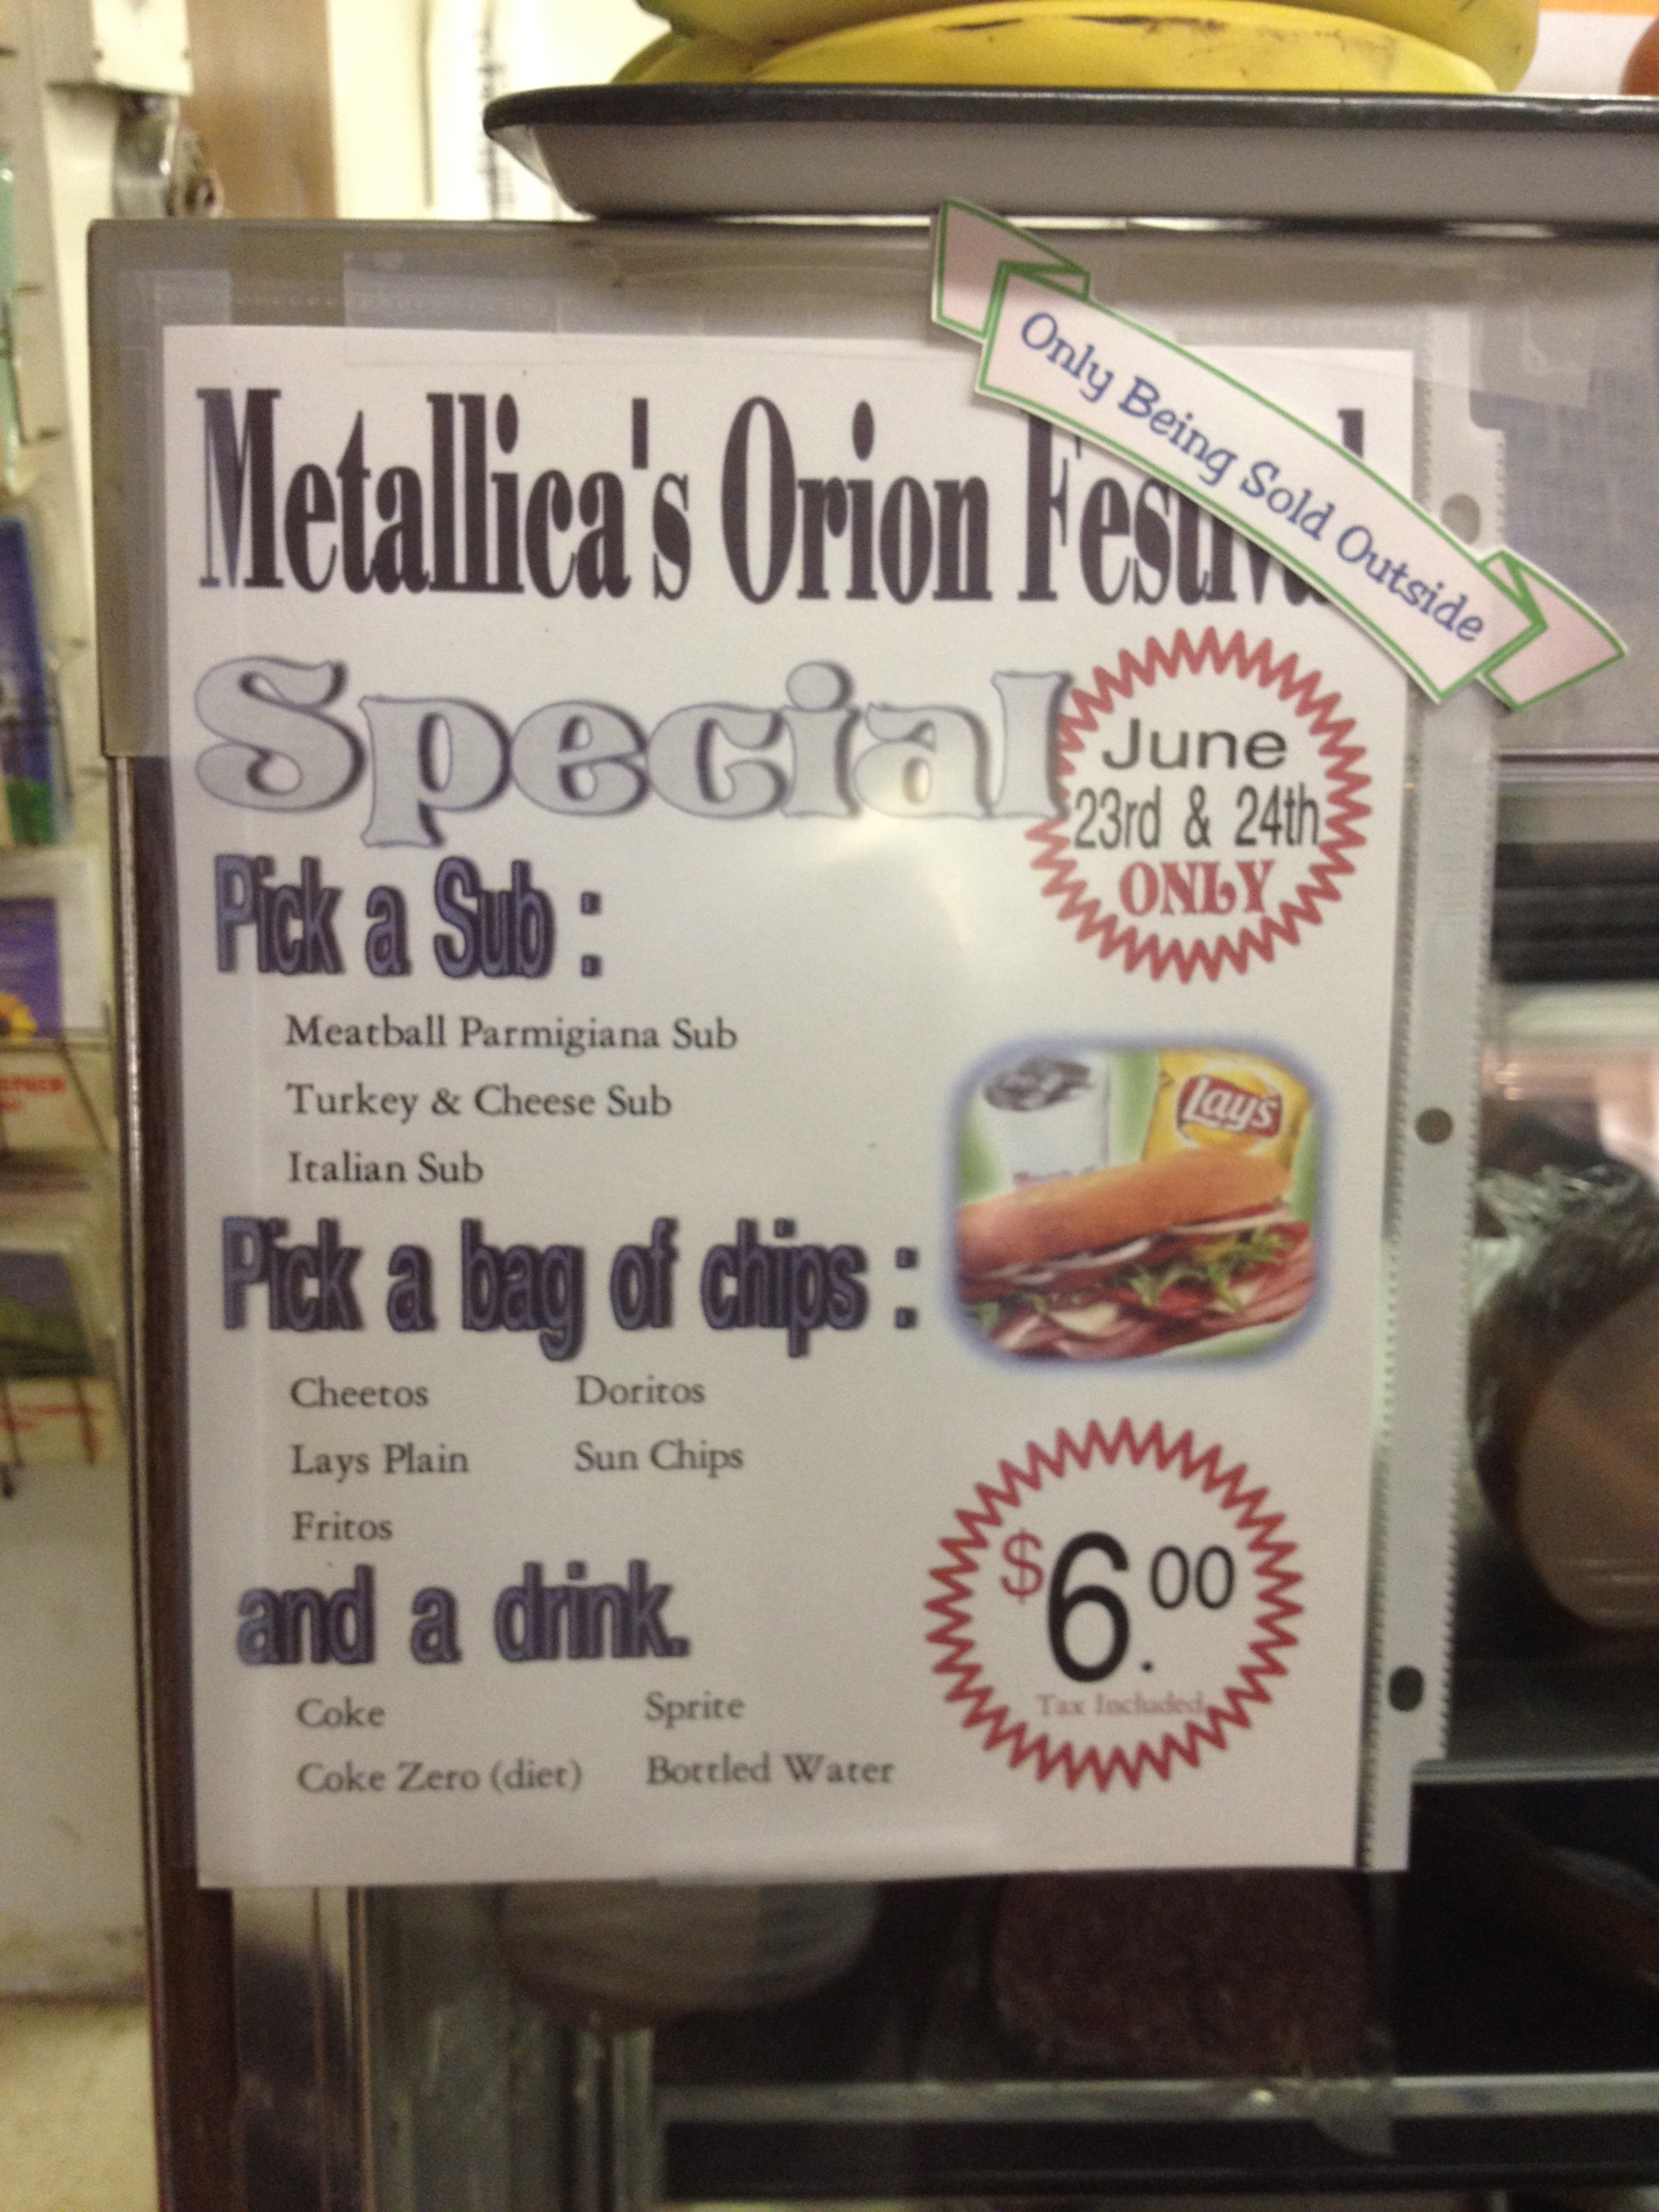 Only Being Sold Outside
Metallica's Orion Festival
Special
June
23rd & 24th
ONLY
Pick a Sub :
Meatball Parmigiana Sub
Turkey & Cheese Sub
Italian Sub
Lay's
Pick a bag of chips :
Cheetos Doritos
Lays Plain Sun Chips
Fritos
and a drink.
Coke Sprite
Coke Zero (diet) Bottled Water
$6.00
Tax Included